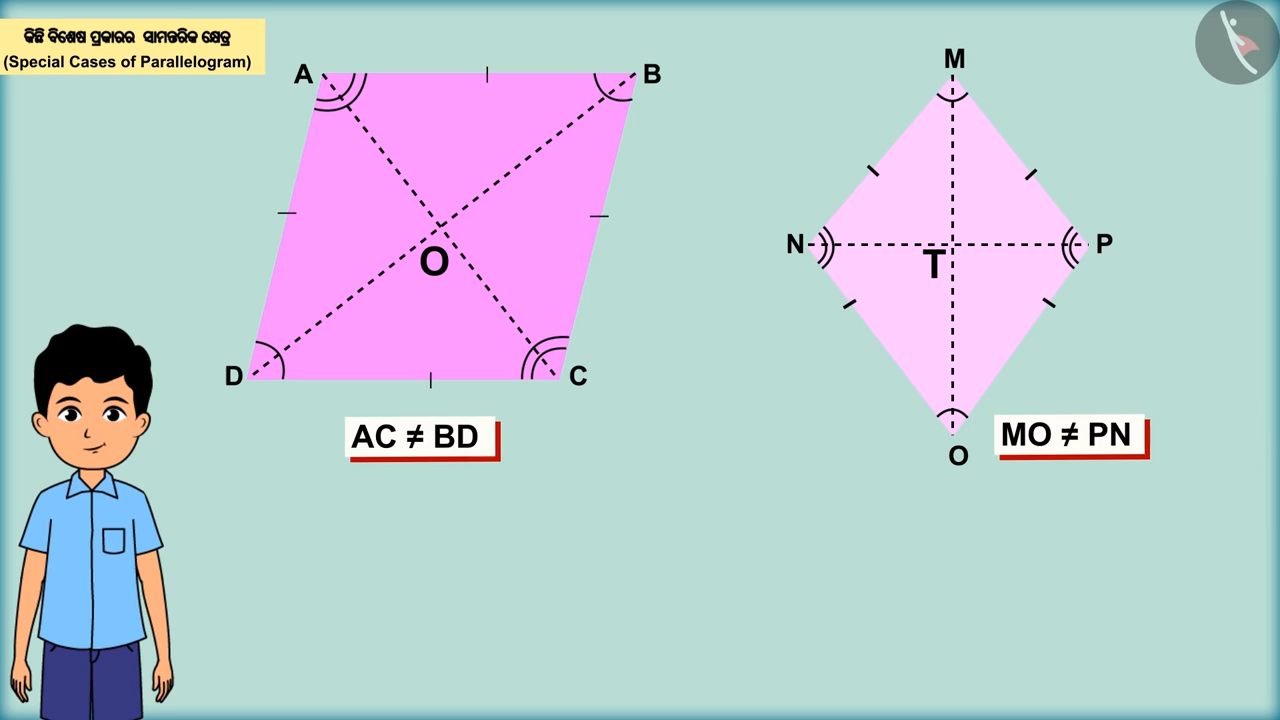 କିଛି ବିଶେଷ ପ୍ରକାରର ସାମନ୍ତରିକ କ୍ଷେତ୍ର
(Special Cases of Parallelogram)
A
B
O
D
C
AC ≠ BD
M
N
P
T
O
MO ≠ PN